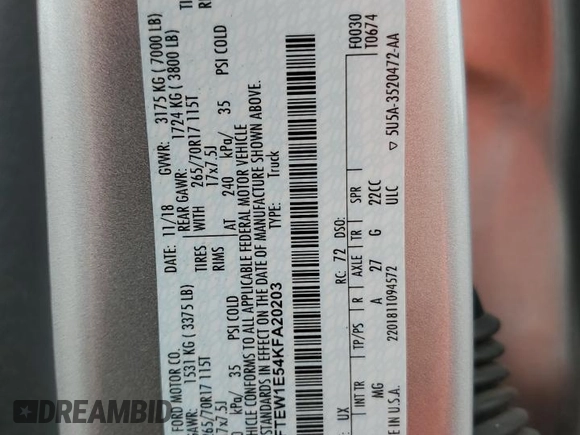 FORD MOTOR CO.
DATE: 11/18 GVWR: 3175 KG ( 7000 LB)
GAWR: 1531 KG ( 3375 LB) REAR GAWR: 1724 KG ( 3800 LB)
265/70R17 115T TIRES WITH 265/70R17 115T
17x7.5J RIMS 17x7.5J
kPa/ 35 PSI COLD AT 240 kPa/ 35 PSI COLD
VEHICLE CONFORMS TO ALL APPLICABLE FEDERAL MOTOR VEHICLE
STANDARDS IN EFFECT ON THE DATE OF MANUFACTURE SHOWN ABOVE.
FTEW1E54KFA20203 TYPE: Truck
F0030
T0674
UX RC: 72 DSO:
INT TR TP/PS R AXLE TR SPR
MG A 27 G 22CC
2201811094572 ULC
IN U.S.A. ▽ 5U5A-3520472-AA
DREAMBID